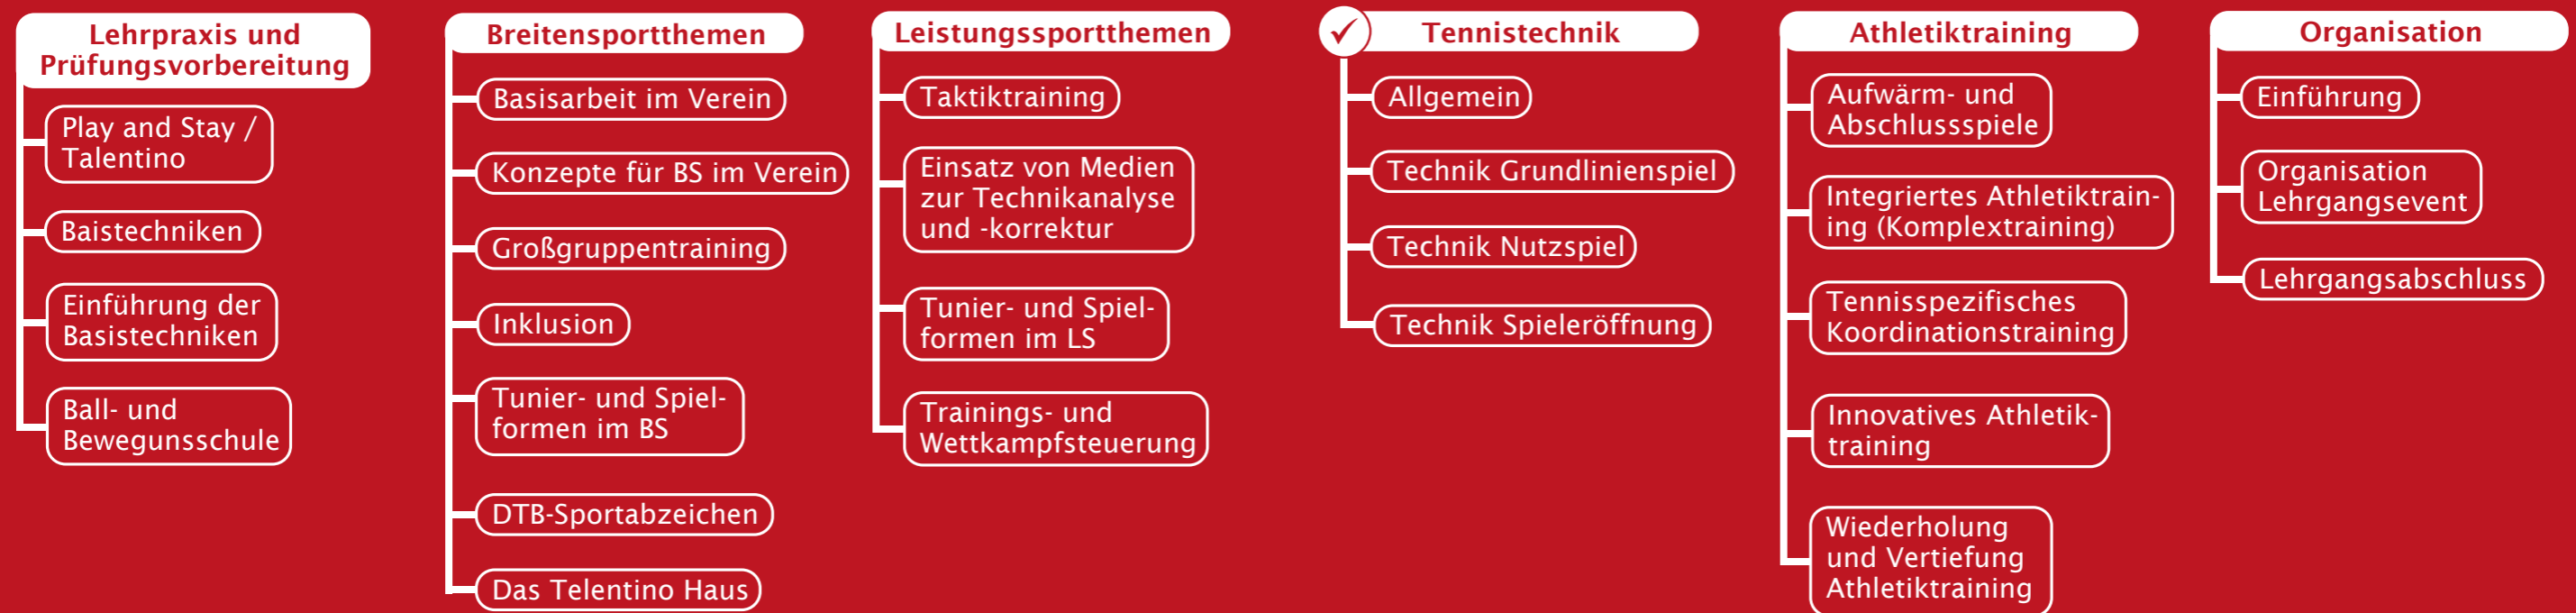 Lehrpraxis und
Prüfungsvorbereitung
Play and Stay /
Talentino
Baistechniken
Einführung der
Basistechniken
Ball- und
Bewegunsschule
Breitensportthemen
Basisarbeit im Verein
Konzepte für BS im Verein
Großgruppentraining
Inklusion
Tunier- und Spiel-
formen im BS
DTB-Sportabzeichen
Das Telentino Haus
Leistungssportthemen
Taktiktraining
Einsatz von Medien
zur Technikanalyse
und -korrektur
Tunier- und Spiel-
formen im LS
Trainings- und
Wettkampfsteuerung
Tennistechnik
Allgemein
Technik Grundlinienspiel
Technik Nutzspiel
Technik Spieleröffnung
Athletiktraining
Aufwärm- und
Abschlussspiele
Integriertes Athletiktrain-
ing (Komplextraining)
Tennisspezifisches
Koordinationstraining
Innovatives Athletik-
training
Wiederholung
und Vertiefung
Athletiktraining
Organisation
Einführung
Organisation
Lehrgangsevent
Lehrgangsabschluss